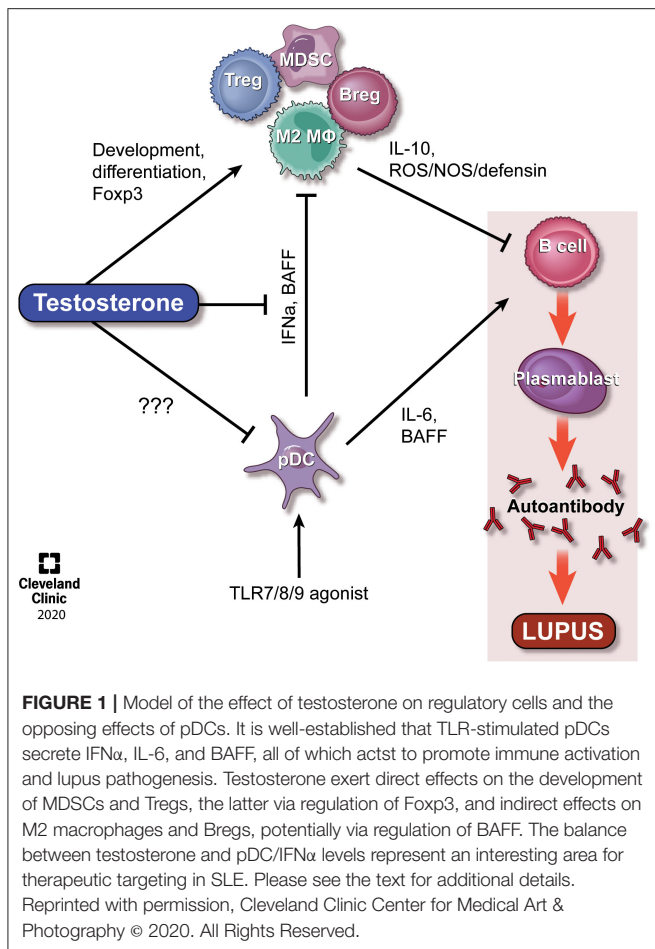 MDSC
Treg
Breg
M2 MΦ
Development,
differentiation,
Foxp3
IL-10,
ROS/NOS/defensin
B cell
Testosterone
IFNa, BAFF
Plasmablast
???
IL-6,
BAFF
pDC
Autoantibody
TLR7/8/9 agonist
Cleveland
Clinic
2020
LUPUS
FIGURE 1 | Model of the effect of testosterone on regulatory cells and the
opposing effects of pDCs. It is well-established that TLR-stimulated pDCs
secrete IFNα, IL-6, and BAFF, all of which actst to promote immune activation
and lupus pathogenesis. Testosterone exert direct effects on the development
of MDSCs and Tregs, the latter via regulation of Foxp3, and indirect effects on
M2 macrophages and Bregs, potentially via regulation of BAFF. The balance
between testosterone and pDC/IFNα levels represent an interesting area for
therapeutic targeting in SLE. Please see the text for additional details.
Reprinted with permission, Cleveland Clinic Center for Medical Art &
Photography © 2020. All Rights Reserved.